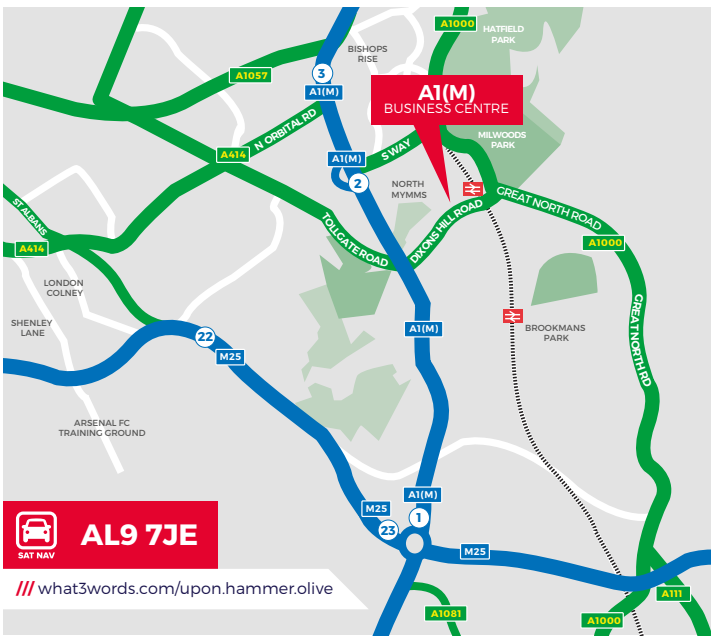 A1000
HATFIELD
PARK
BISHOPS
RISE
3
A1(M)
A1057
A1(M)
BUSINESS CENTRE
N ORBITAL RD
A414
A1(M)
2
S WAY
MILWOODS
PARK
NORTH
MYMMS
GREAT NORTH ROAD
A1000
DIXONS HILL ROAD
TOLLGATE ROAD
ST ALBANS
A414
LONDON
COLNEY
SHENLEY
LANE
22
M25
A1(M)
BROOKMANS
PARK
GREAT NORTH RD
ARSENAL FC
TRAINING GROUND
A1(M)
1
M25
23
M25
SAT NAV
AL9 7JE
/// what3words.com/upon.hammer.olive
A1081
A1000
A111